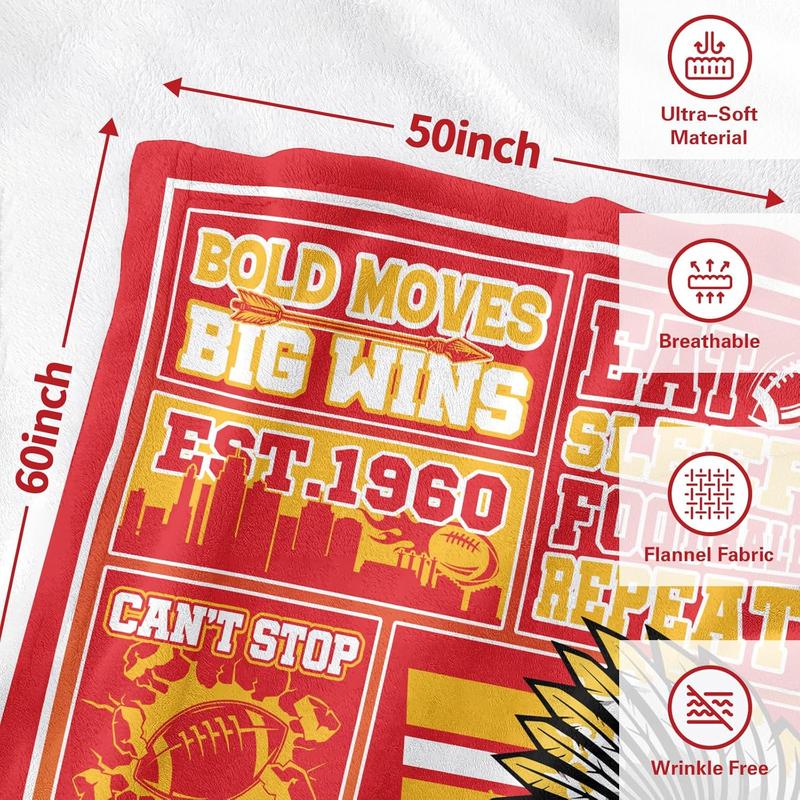 50inch
60inch
BOLD MOVES
BIG WINS
EST.1960
CAN'T STOP
EAT
SLEEP
FOOTBALL
REPEAT
Ultra-Soft
Material
Breathable
Flannel Fabric
Wrinkle Free